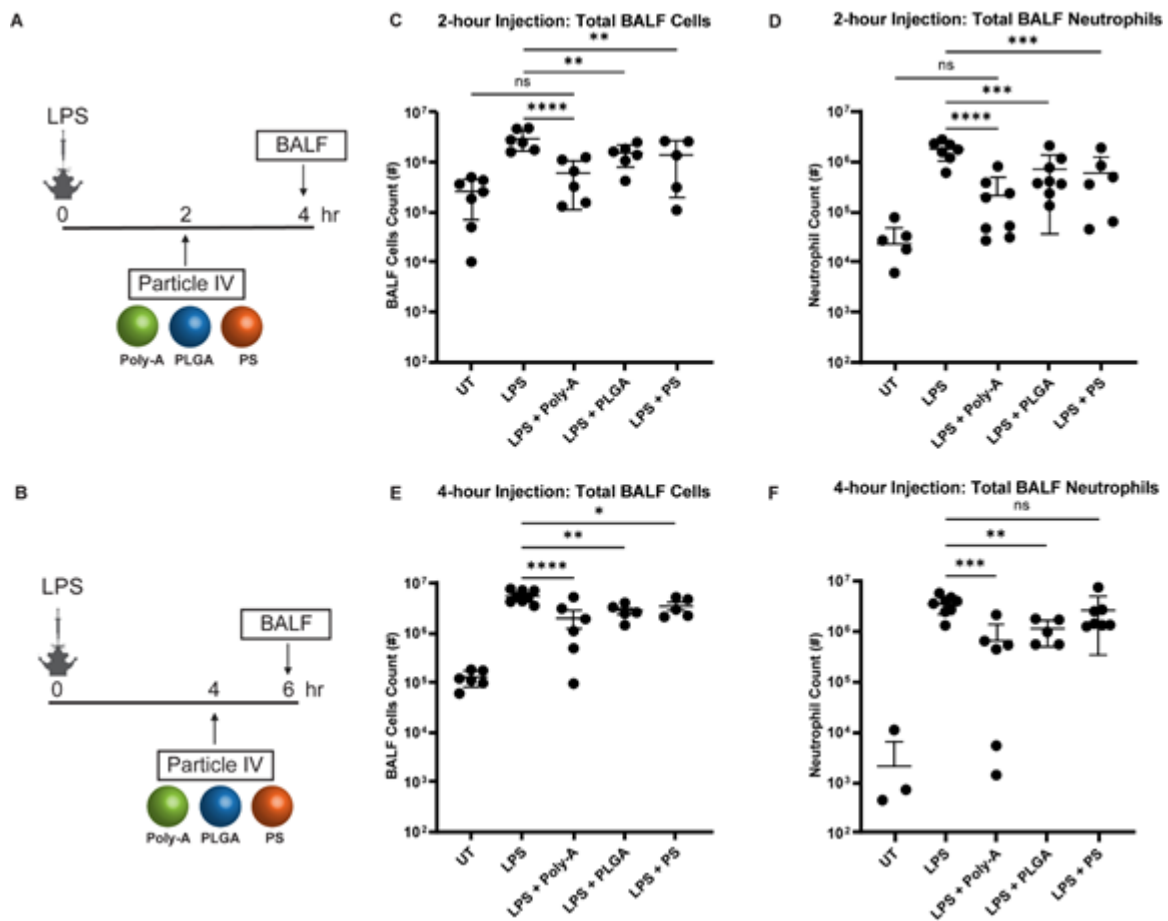 A
LPS
BALF
0 2 4 hr
Particle IV
Poly-A PLGA PS
C 2-hour Injection: Total BALF Cells
**
**
ns
****
BALF Cells Count (#)
10⁷
10⁶
10⁵
10⁴
10³
10²
UT LPS LPS + Poly-A LPS + PLGA LPS + PS
D 2-hour Injection: Total BALF Neutrophils
***
ns
***
****
Neutrophil Count (#)
10⁷
10⁶
10⁵
10⁴
10³
10²
UT LPS LPS + Poly-A LPS + PLGA LPS + PS
B
LPS
BALF
0 4 6 hr
Particle IV
Poly-A PLGA PS
E 4-hour Injection: Total BALF Cells
*
**
****
BALF Cells Count (#)
10⁷
10⁶
10⁵
10⁴
10³
10²
UT LPS LPS + Poly-A LPS + PLGA LPS + PS
F 4-hour Injection: Total BALF Neutrophils
ns
**
***
Neutrophil Count (#)
10⁷
10⁶
10⁵
10⁴
10³
10²
UT LPS LPS + Poly-A LPS + PLGA LPS + PS